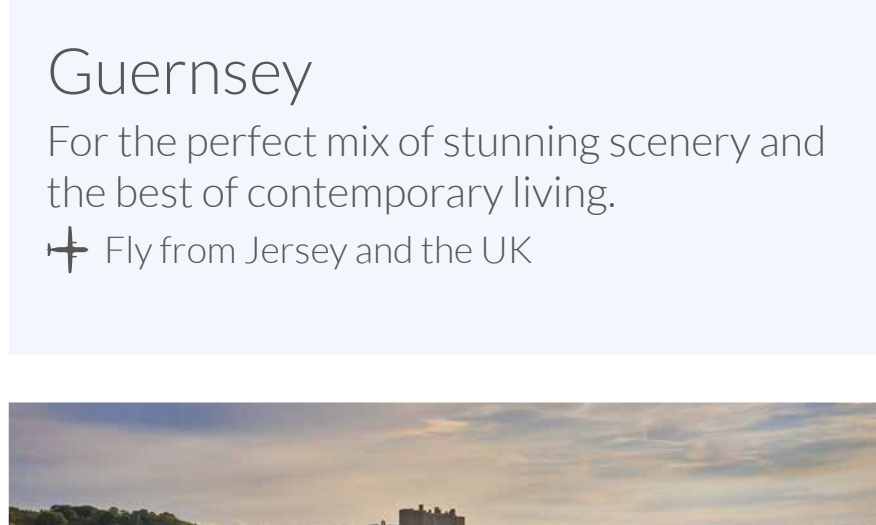 Guernsey
For the perfect mix of stunning scenery and
the best of contemporary living.
Fly from Jersey and the UK